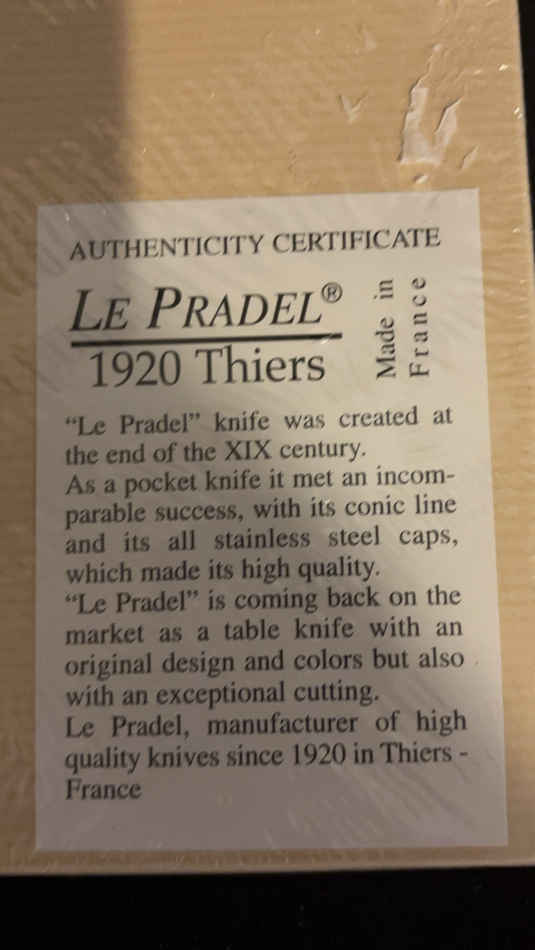 AUTHENTICITY CERTIFICATE
LE PRADEL®
1920 Thiers
Made in
France
“Le Pradel” knife was created at
the end of the XIX century.
As a pocket knife it met an incom-
parable success, with its conic line
and its all stainless steel caps,
which made its high quality.
“Le Pradel” is coming back on the
market as a table knife with an
original design and colors but also
with an exceptional cutting.
Le Pradel, manufacturer of high
quality knives since 1920 in Thiers -
France